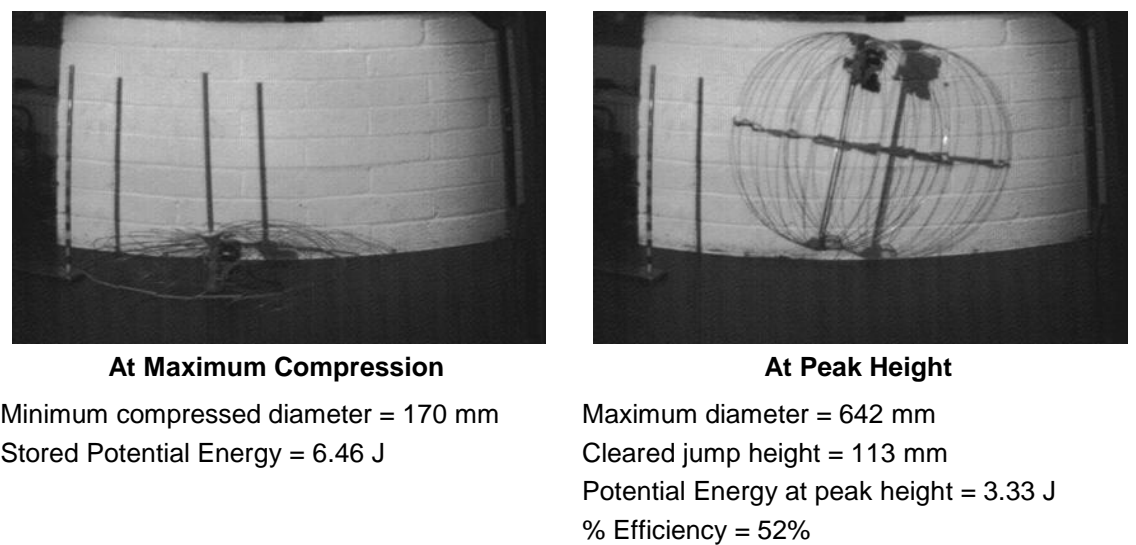 At Maximum Compression
Minimum compressed diameter = 170 mm
Stored Potential Energy = 6.46 J
At Peak Height
Maximum diameter = 642 mm
Cleared jump height = 113 mm
Potential Energy at peak height = 3.33 J
% Efficiency = 52%